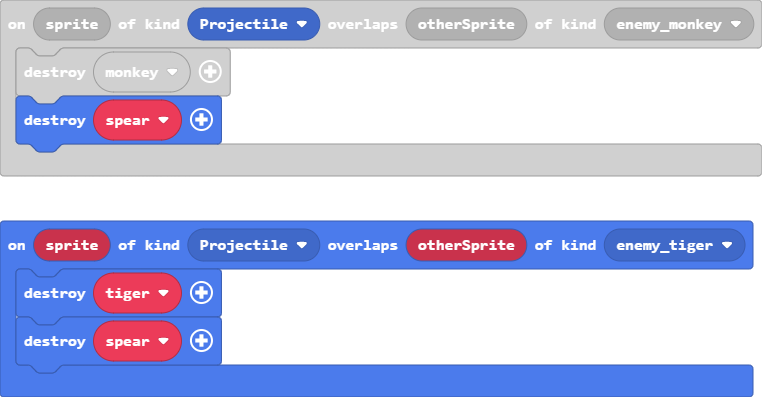 on sprite of kind Projectile overlaps otherSprite of kind enemy_monkey
destroy monkey
destroy spear
on sprite of kind Projectile overlaps otherSprite of kind enemy_tiger
destroy tiger
destroy spear